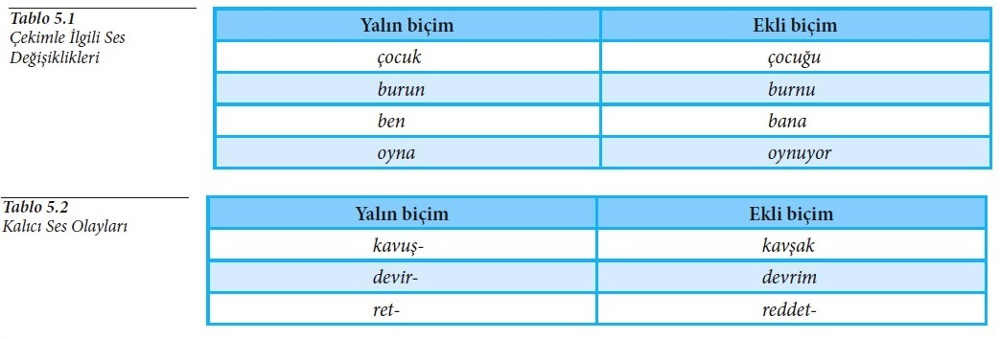 Tablo 5.1
Çekimle İlgili Ses
Değişiklikleri
Yalın biçim Ekli biçim
çocuk çocuğu
burun burnu
ben bana
oyna oynuyor
Tablo 5.2
Kalıcı Ses Olayları
Yalın biçim Ekli biçim
kavuş- kavşak
devir- devrim
ret- reddet-